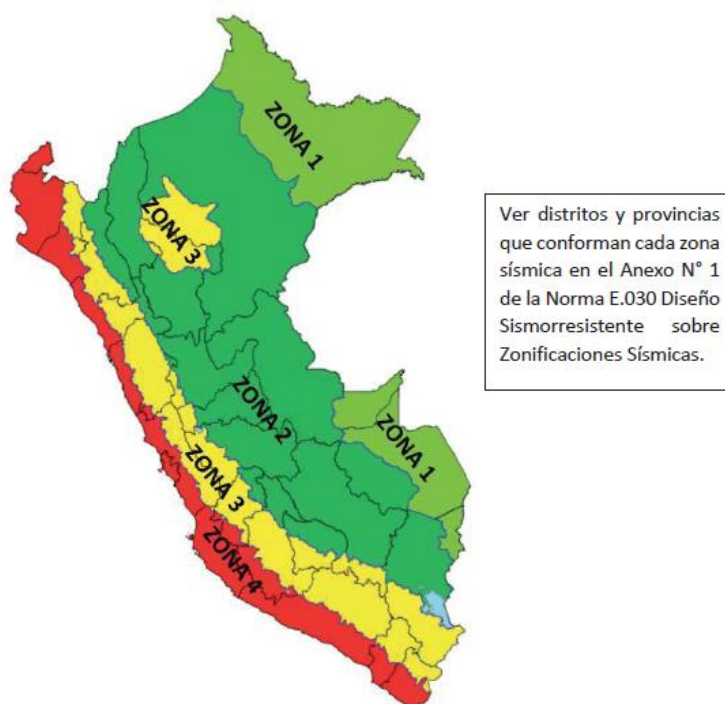 ZONA 1
ZONA 3
ZONA 2
ZONA 1
ZONA 3
ZONA 4
Ver distritos y provincias
que conforman cada zona
sísmica en el Anexo N° 1
de la Norma E.030 Diseño
Sismorresistente sobre
Zonificaciones Sísmicas.